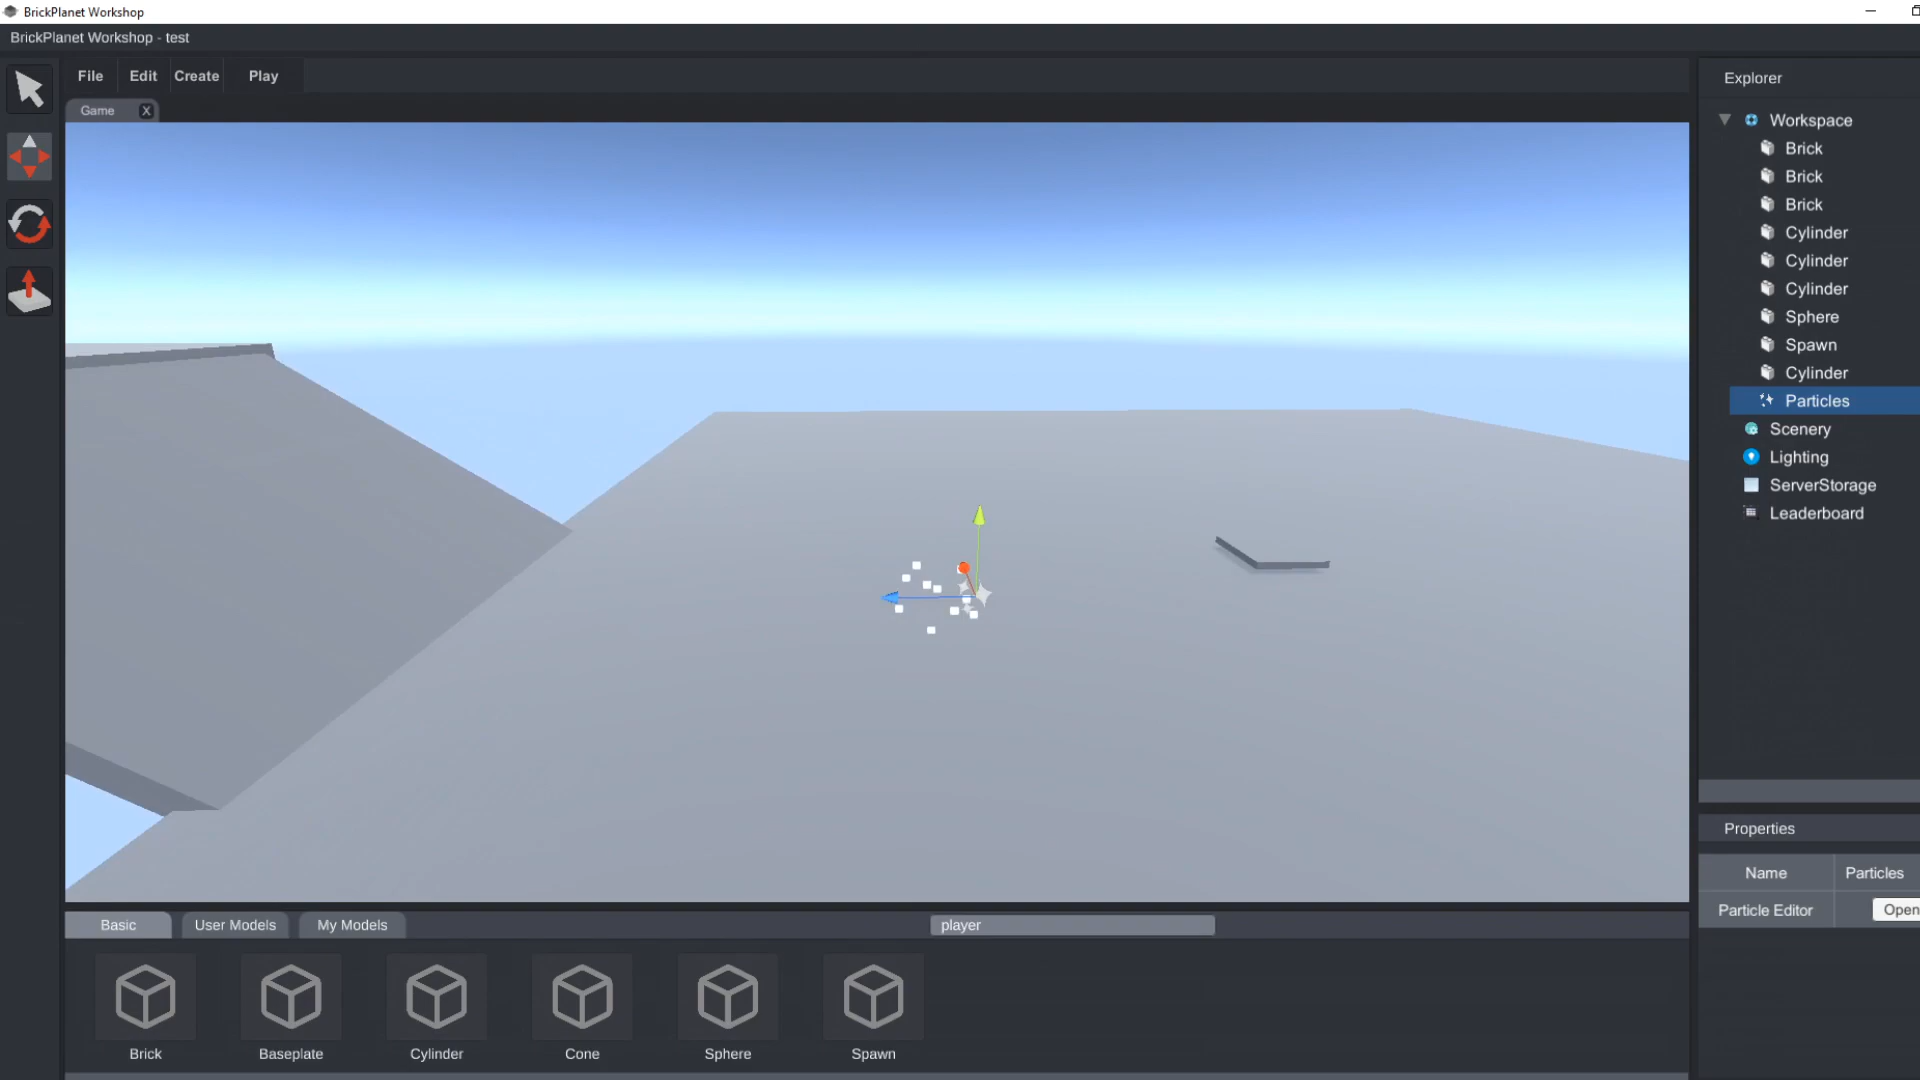 BrickPlanet Workshop
BrickPlanet Workshop - test
File Edit Create Play
Game X
Explorer
Workspace
Brick
Brick
Brick
Cylinder
Cylinder
Cylinder
Sphere
Spawn
Cylinder
Particles
Scenery
Lighting
ServerStorage
Leaderboard
Properties
Name Particles
Particle Editor Open
Basic User Models My Models player
Brick Baseplate Cylinder Cone Sphere Spawn